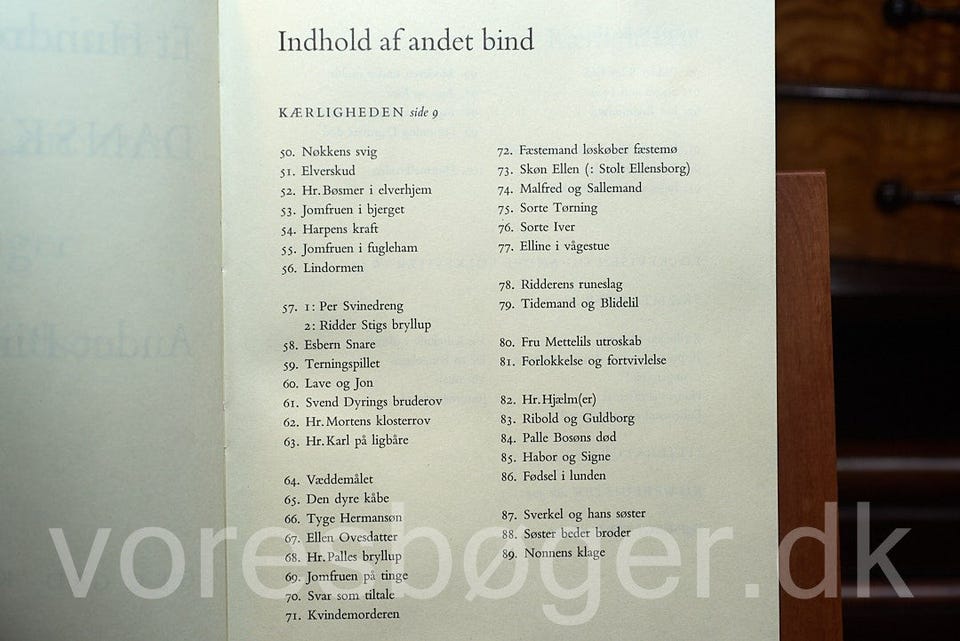 Indhold af andet bind
KÆRLIGHEDEN side 9
50. Nøkkens svig
51. Elverskud
52. Hr. Bøsmer i elverhjem
53. Jomfruen i bjerget
54. Harpens kraft
55. Jomfruen i fugleham
56. Lindormen
57. 1: Per Svinedreng
2: Ridder Stigs bryllup
58. Esbern Snare
59. Terningspillet
60. Lave og Jon
61. Svend Dyrings bruderov
62. Hr. Mortens klosterrov
63. Hr. Karl på ligbåre
64. Væddemålet
65. Den dyre kåbe
66. Tyge Hermansøn
67. Ellen Ovesdatter
68. Hr. Palles bryllup
69. Jomfruen på tinge
70. Svar som tiltale
71. Kvindemorderen
72. Fæstemand løskøber fæstemø
73. Skøn Ellen (: Stolt Ellensborg)
74. Malfred og Sallemand
75. Sorte Tørning
76. Sorte Iver
77. Elline i vågestue
78. Ridderens runeslag
79. Tidemand og Blidelil
80. Fru Mettelils utroskab
81. Forlokkelse og fortvivlelse
82. Hr. Hjælm(er)
83. Ribold og Guldborg
84. Palle Bosøns død
85. Habor og Signe
86. Fødsel i lunden
87. Sverkel og hans søster
88. Søster beder broder
89. Nonnens klage
voresbøger.dk